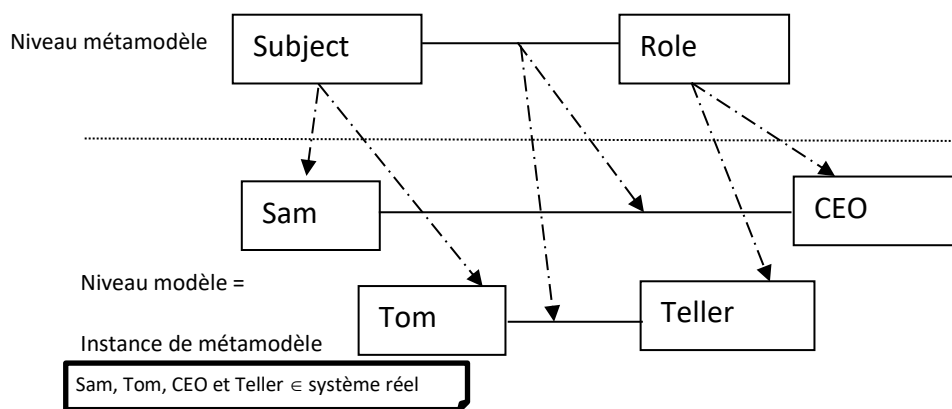 Niveau métamodèle
Subject
Role
Sam
CEO
Niveau modèle =
Tom
Teller
Instance de métamodèle
Sam, Tom, CEO et Teller ∈ système réel